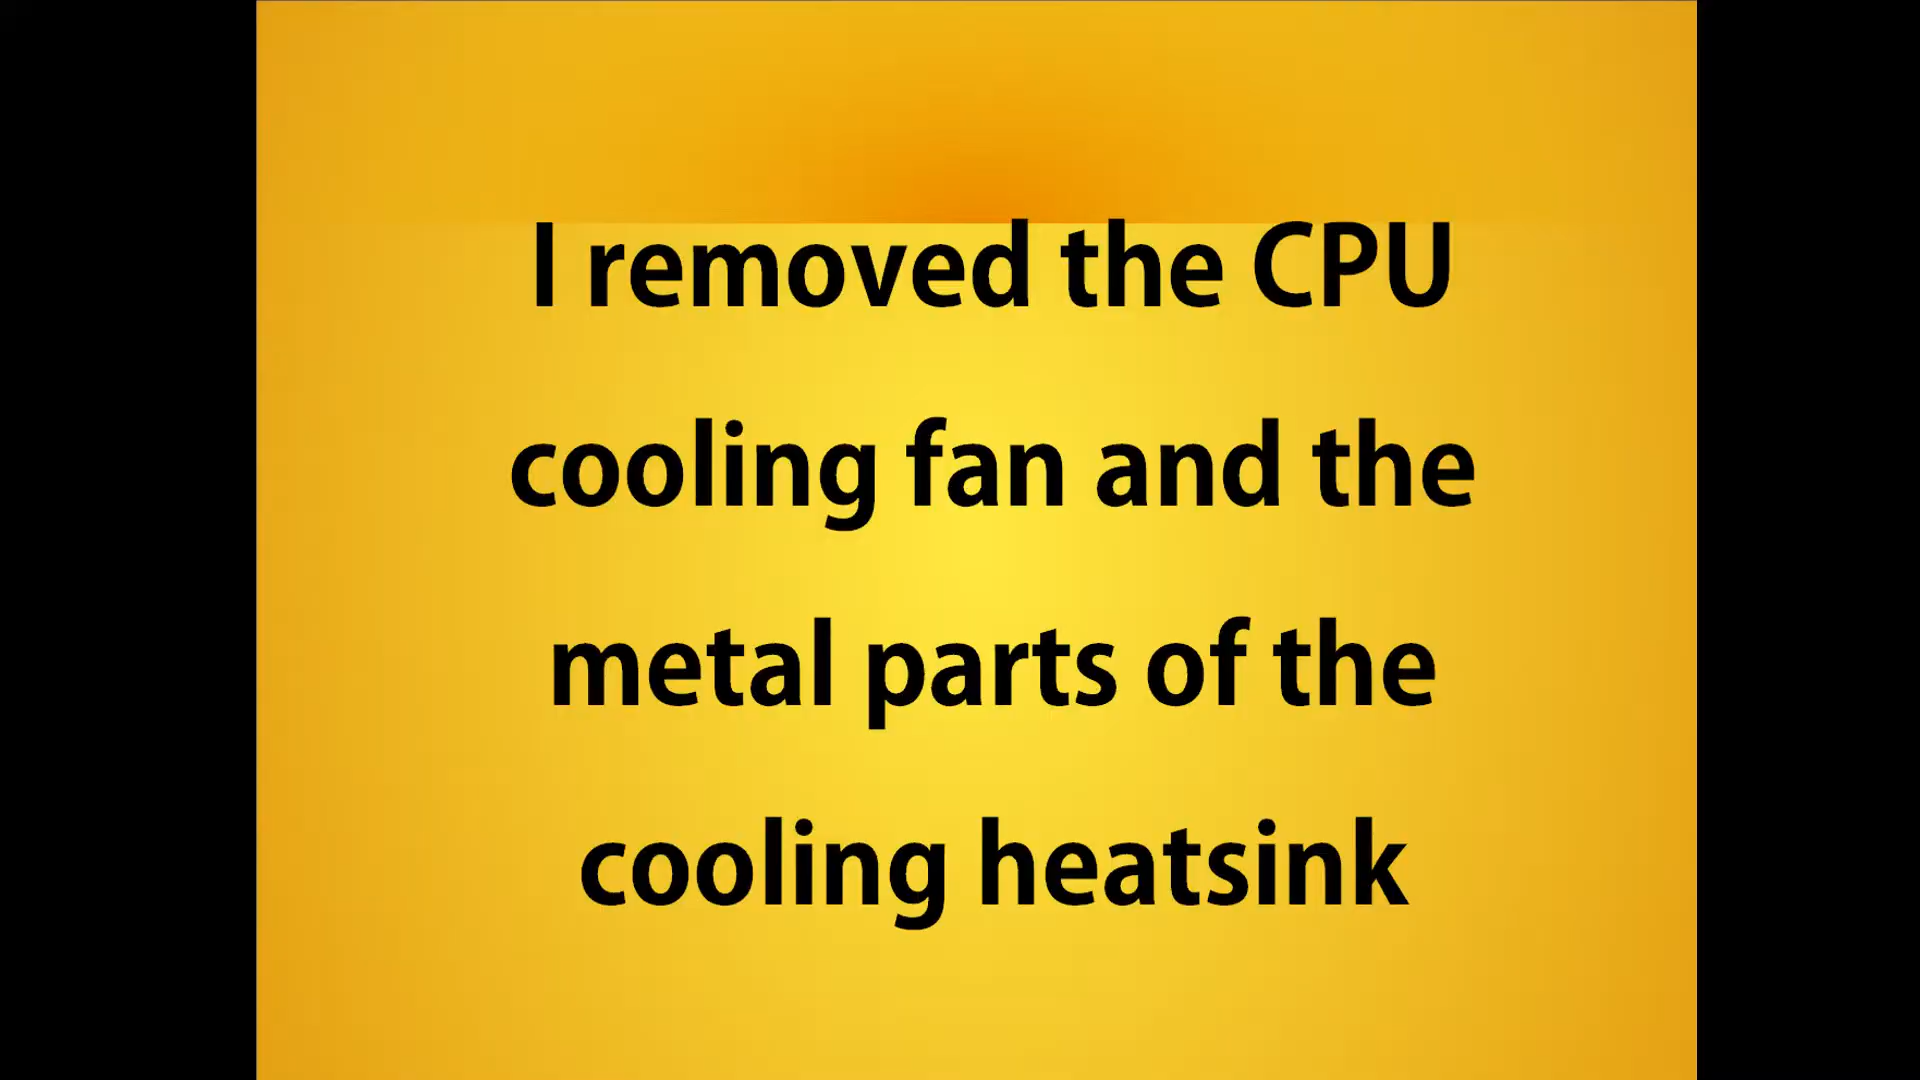 I removed the CPU
cooling fan and the
metal parts of the
cooling heatsink